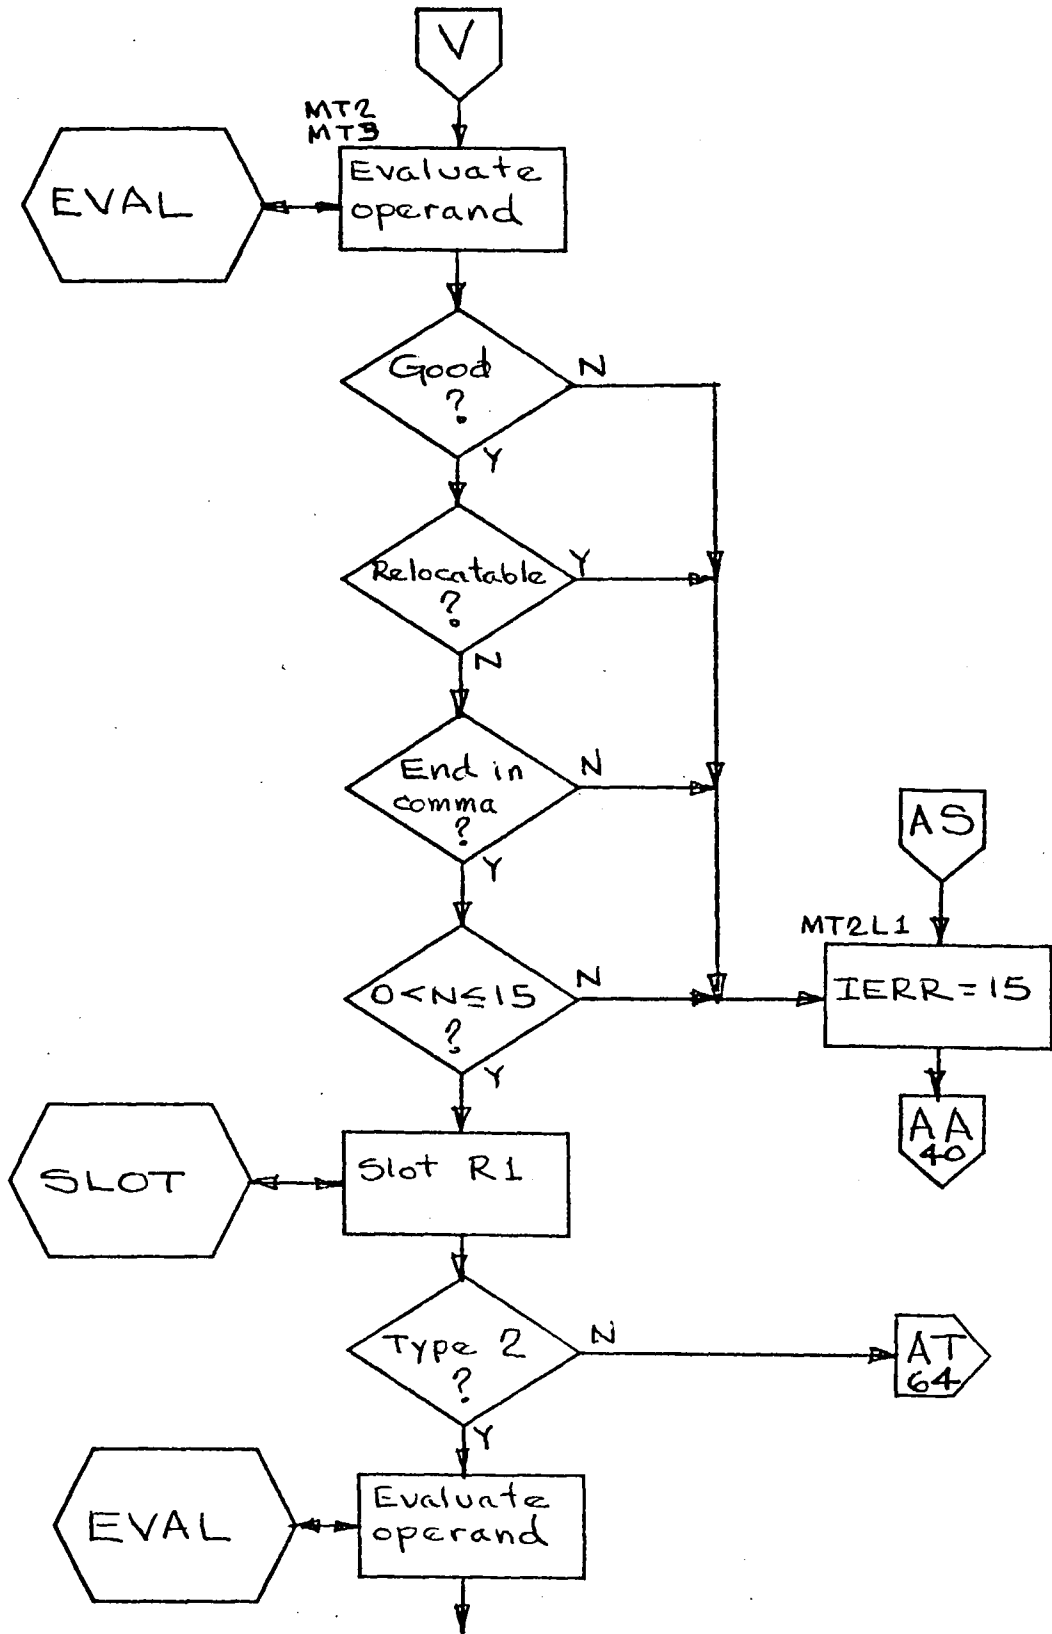 V
MT2
MT3
EVAL
Evaluate
operand
Good
?
N
Y
Relocatable
?
Y
N
End in
comma
?
N
Y
AS
MT2L1
0<N≤15
?
N
Y
IERR=15
AA
40
SLOT
Slot R1
Type 2
?
N
Y
AT
64
EVAL
Evaluate
operand